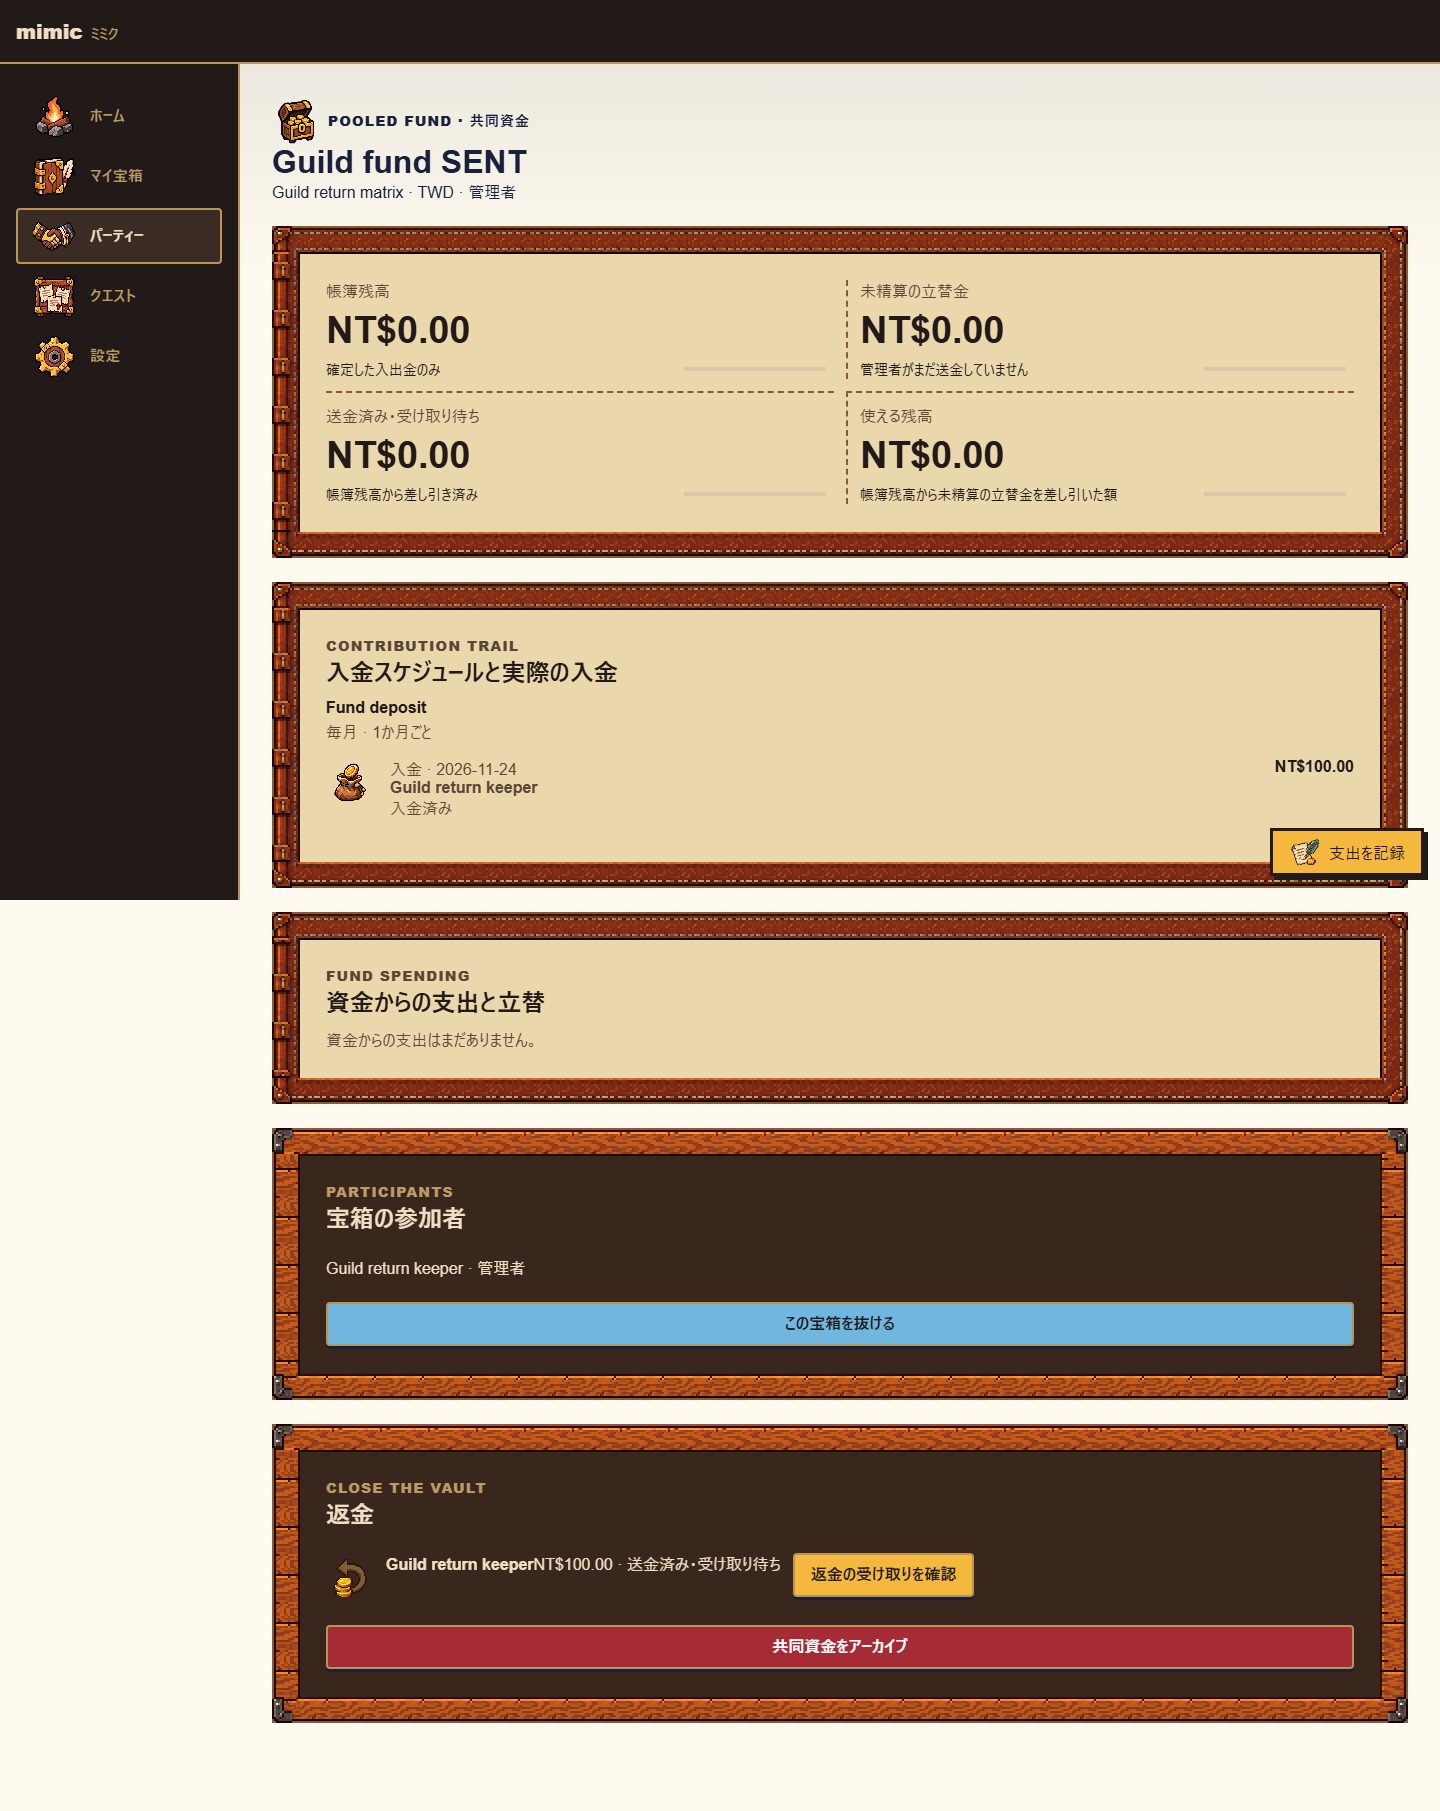 mimic ミミク
ホーム
マイ宝箱
パーティー
クエスト
設定
POOLED FUND・共同資金
Guild fund SENT
Guild return matrix · TWD · 管理者
帳簿残高
NT$0.00
確定した入出金のみ
未精算の立替金
NT$0.00
管理者がまだ送金していません
送金済み・受け取り待ち
NT$0.00
帳簿残高から差し引き済み
使える残高
NT$0.00
帳簿残高から未精算の立替金を差し引いた額
CONTRIBUTION TRAIL
入金スケジュールと実際の入金
Fund deposit
毎月 · 1か月ごと
入金 · 2026-11-24
NT$100.00
Guild return keeper
入金済み
支出を記録
FUND SPENDING
資金からの支出と立替
資金からの支出はまだありません。
PARTICIPANTS
宝箱の参加者
Guild return keeper · 管理者
この宝箱を抜ける
CLOSE THE VAULT
返金
Guild return keeperNT$100.00 · 送金済み・受け取り待ち
返金の受け取りを確認
共同資金をアーカイブ